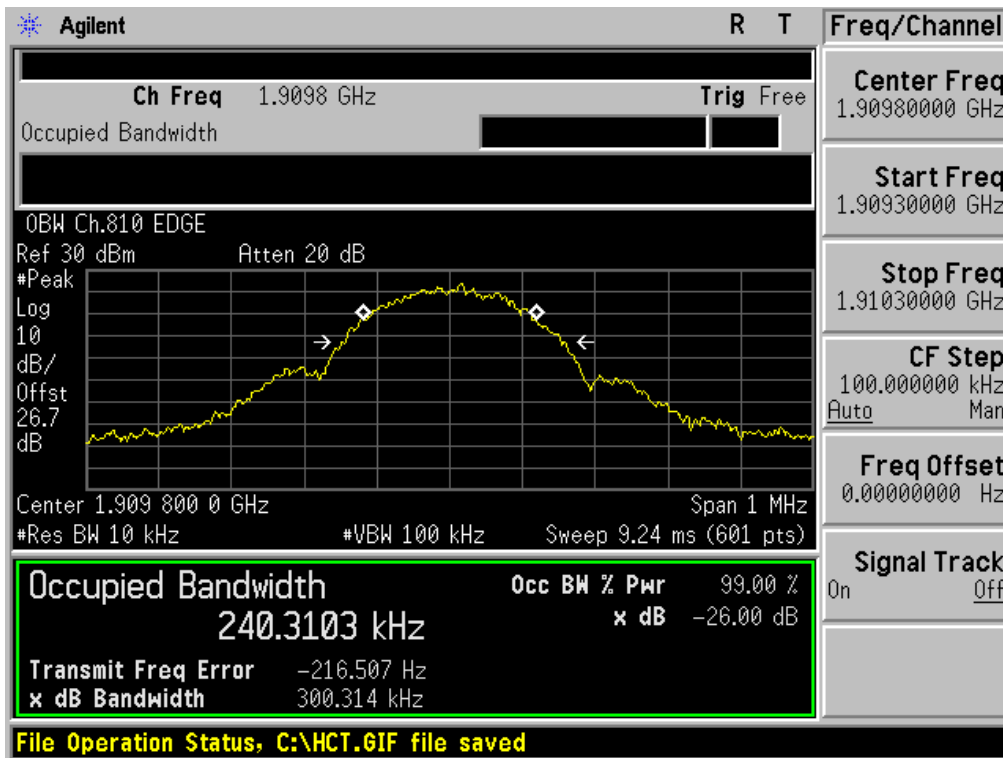 Agilent R T
Freq/Channel
Ch Freq 1.9098 GHz Trig Free
Occupied Bandwidth
OBW Ch.810 EDGE
Ref 30 dBm Atten 20 dB
#Peak
Log
10
dB/
Offst
26.7
dB
Center 1.909 800 0 GHz Span 1 MHz
#Res BW 10 kHz #VBW 100 kHz Sweep 9.24 ms (601 pts)
Occupied Bandwidth
240.3103 kHz
Occ BW % Pwr 99.00 %
x dB -26.00 dB
Transmit Freq Error -216.507 Hz
x dB Bandwidth 300.314 kHz
File Operation Status, C:\HCT.GIF file saved
Center Freq
1.90980000 GHz
Start Freq
1.90930000 GHz
Stop Freq
1.91030000 GHz
CF Step
100.000000 kHz
Auto Man
Freq Offset
0.00000000 Hz
Signal Track
On Off